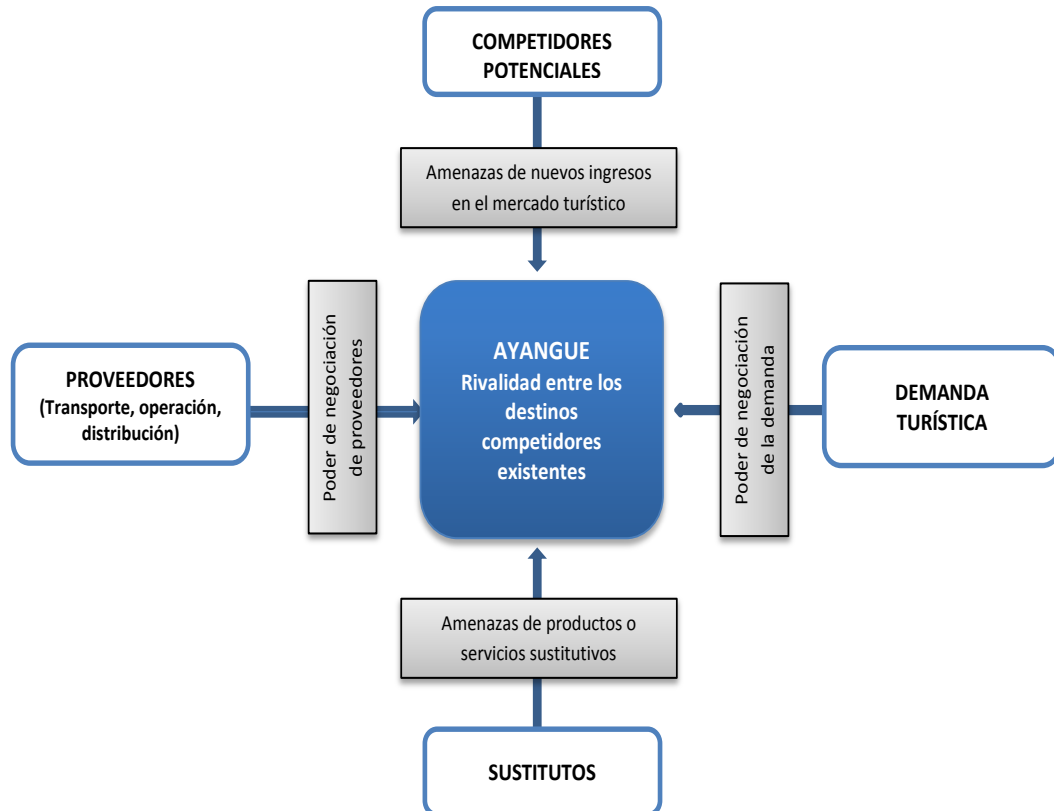 COMPETIDORES
POTENCIALES
Amenazas de nuevos ingresos
en el mercado turístico
PROVEEDORES
(Transporte, operación,
distribución)
Poder de negociación
de proveedores
AYANGUE
Rivalidad entre los
destinos
competidores
existentes
Poder de negociación
de la demanda
DEMANDA
TURÍSTICA
Amenazas de productos o
servicios sustitutivos
SUSTITUTOS